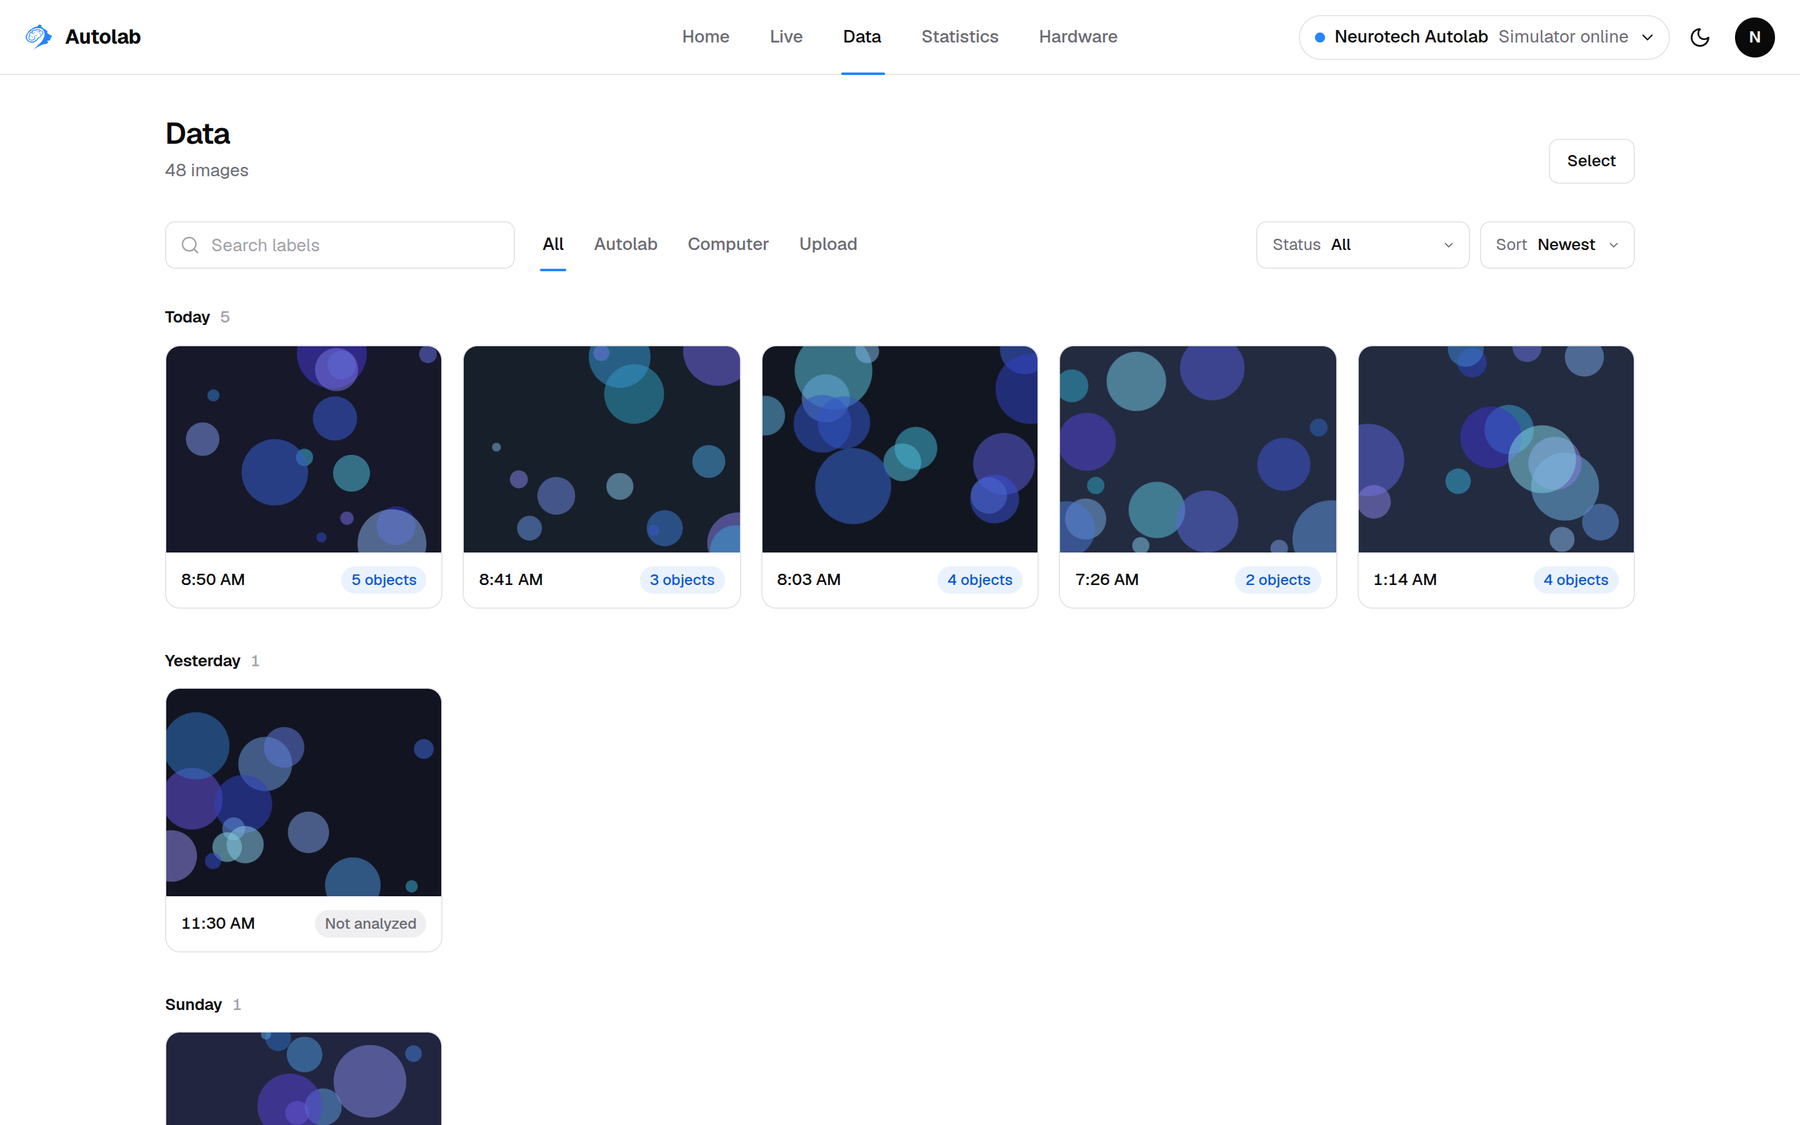 Autolab
Home Live Data Statistics Hardware
Neurotech Autolab Simulator online
N
Data
48 images
Select
Search labels
All Autolab Computer Upload
Status All
Sort Newest
Today 5
8:50 AM 5 objects
8:41 AM 3 objects
8:03 AM 4 objects
7:26 AM 2 objects
1:14 AM 4 objects
Yesterday 1
11:30 AM Not analyzed
Sunday 1